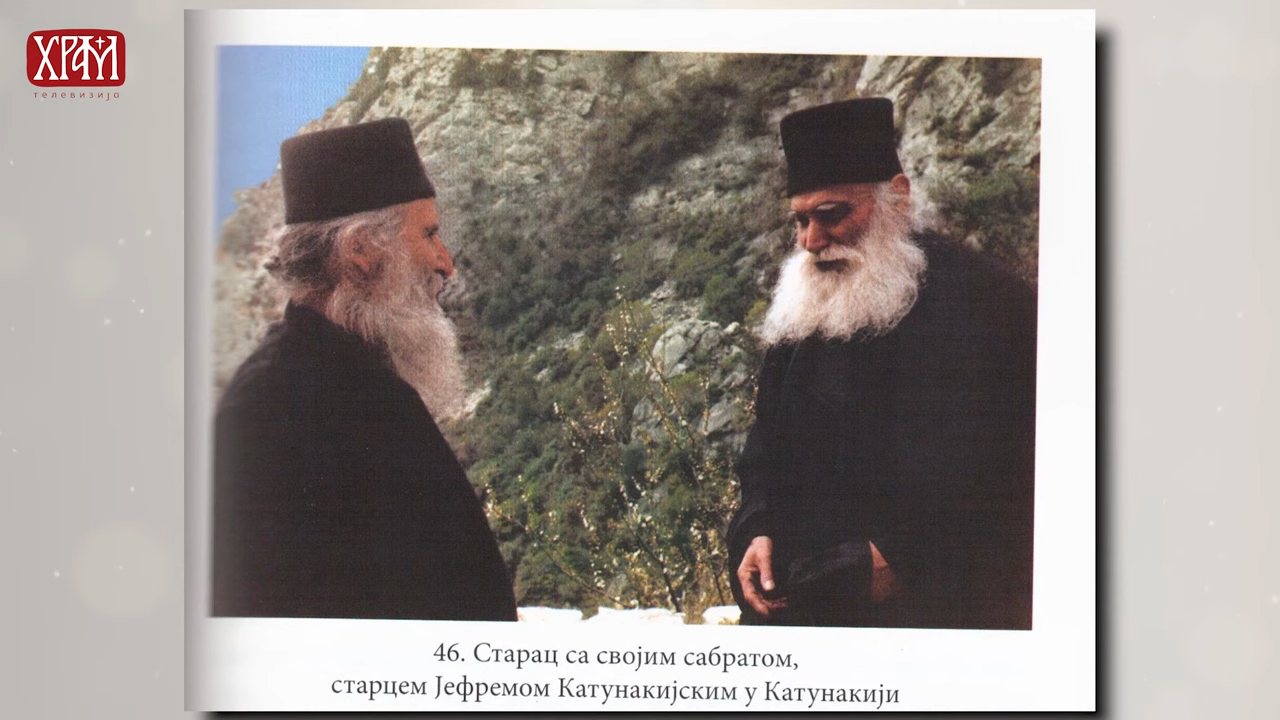 ХРАМ
телевизија
46. Старац са својим сабратом,
старцем Јефремом Катунакијским у Катунакији